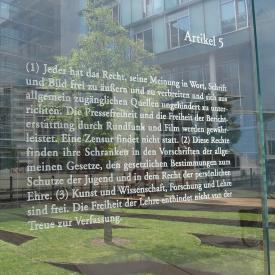 Artikel 5
(1) Jeder hat das Recht, seine Meinung in Wort, Schrift
und Bild frei zu äußern und zu verbreiten und sich aus
allgemein zugänglichen Quellen ungehindert zu unter-
richten. Die Pressefreiheit und die Freiheit der Bericht-
erstattung durch Rundfunk und Film werden gewähr-
leistet. Eine Zensur findet nicht statt. (2) Diese Rechte
finden ihre Schranken in den Vorschriften der allge-
meinen Gesetze, den gesetzlichen Bestimmungen zum
Schutze der Jugend und in dem Recht der persönlichen
Ehre. (3) Kunst und Wissenschaft, Forschung und Lehre
sind frei. Die Freiheit der Lehre entbindet nicht von der
Treue zur Verfassung.